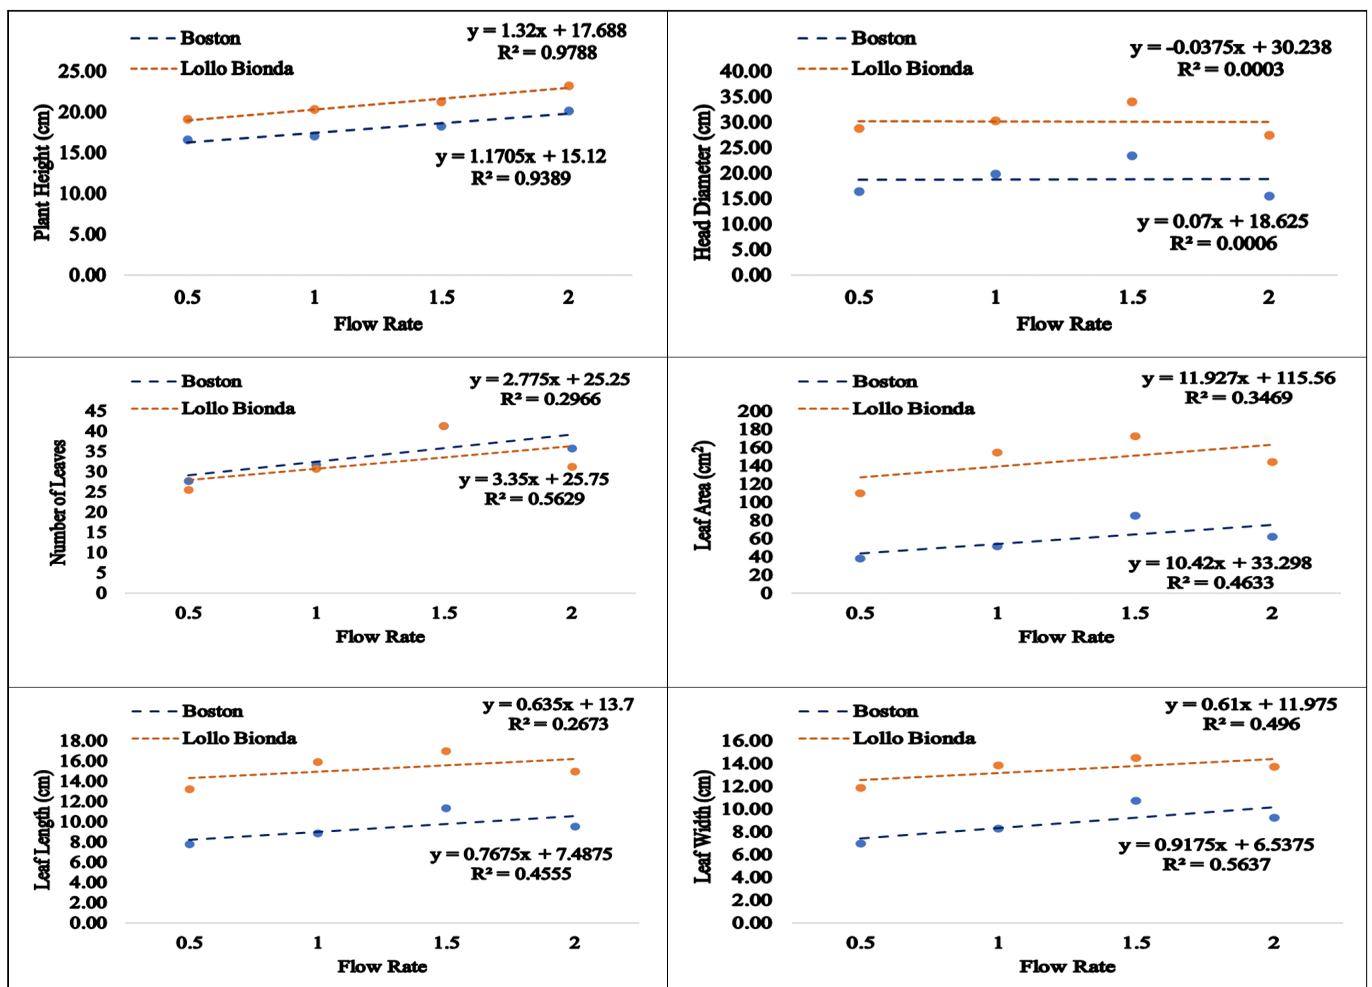 Boston
Lollo Bionda
y = 1.32x + 17.688
R² = 0.9788
y = 1.1705x + 15.12
R² = 0.9389
Plant Height (cm)
25.00
20.00
15.00
10.00
5.00
0.00
0.5 1 1.5 2
Flow Rate
Boston
Lollo Bionda
y = -0.0375x + 30.238
R² = 0.0003
y = 0.07x + 18.625
R² = 0.0006
Head Diameter (cm)
40.00
35.00
30.00
25.00
20.00
15.00
10.00
5.00
0.00
0.5 1 1.5 2
Flow Rate
Boston
Lollo Bionda
y = 2.775x + 25.25
R² = 0.2966
y = 3.35x + 25.75
R² = 0.5629
Number of Leaves
45
40
35
30
25
20
15
10
5
0
0.5 1 1.5 2
Flow Rate
Boston
Lollo Bionda
y = 11.927x + 115.56
R² = 0.3469
y = 10.42x + 33.298
R² = 0.4633
Leaf Area (cm²)
200
180
160
140
120
100
80
60
40
20
0
0.5 1 1.5 2
Flow Rate
Boston
Lollo Bionda
y = 0.635x + 13.7
R² = 0.2673
y = 0.7675x + 7.4875
R² = 0.4555
Leaf Length (cm)
18.00
16.00
14.00
12.00
10.00
8.00
6.00
4.00
2.00
0.00
0.5 1 1.5 2
Flow Rate
Boston
Lollo Bionda
y = 0.61x + 11.975
R² = 0.496
y = 0.9175x + 6.5375
R² = 0.5637
Leaf Width (cm)
16.00
14.00
12.00
10.00
8.00
6.00
4.00
2.00
0.00
0.5 1 1.5 2
Flow Rate